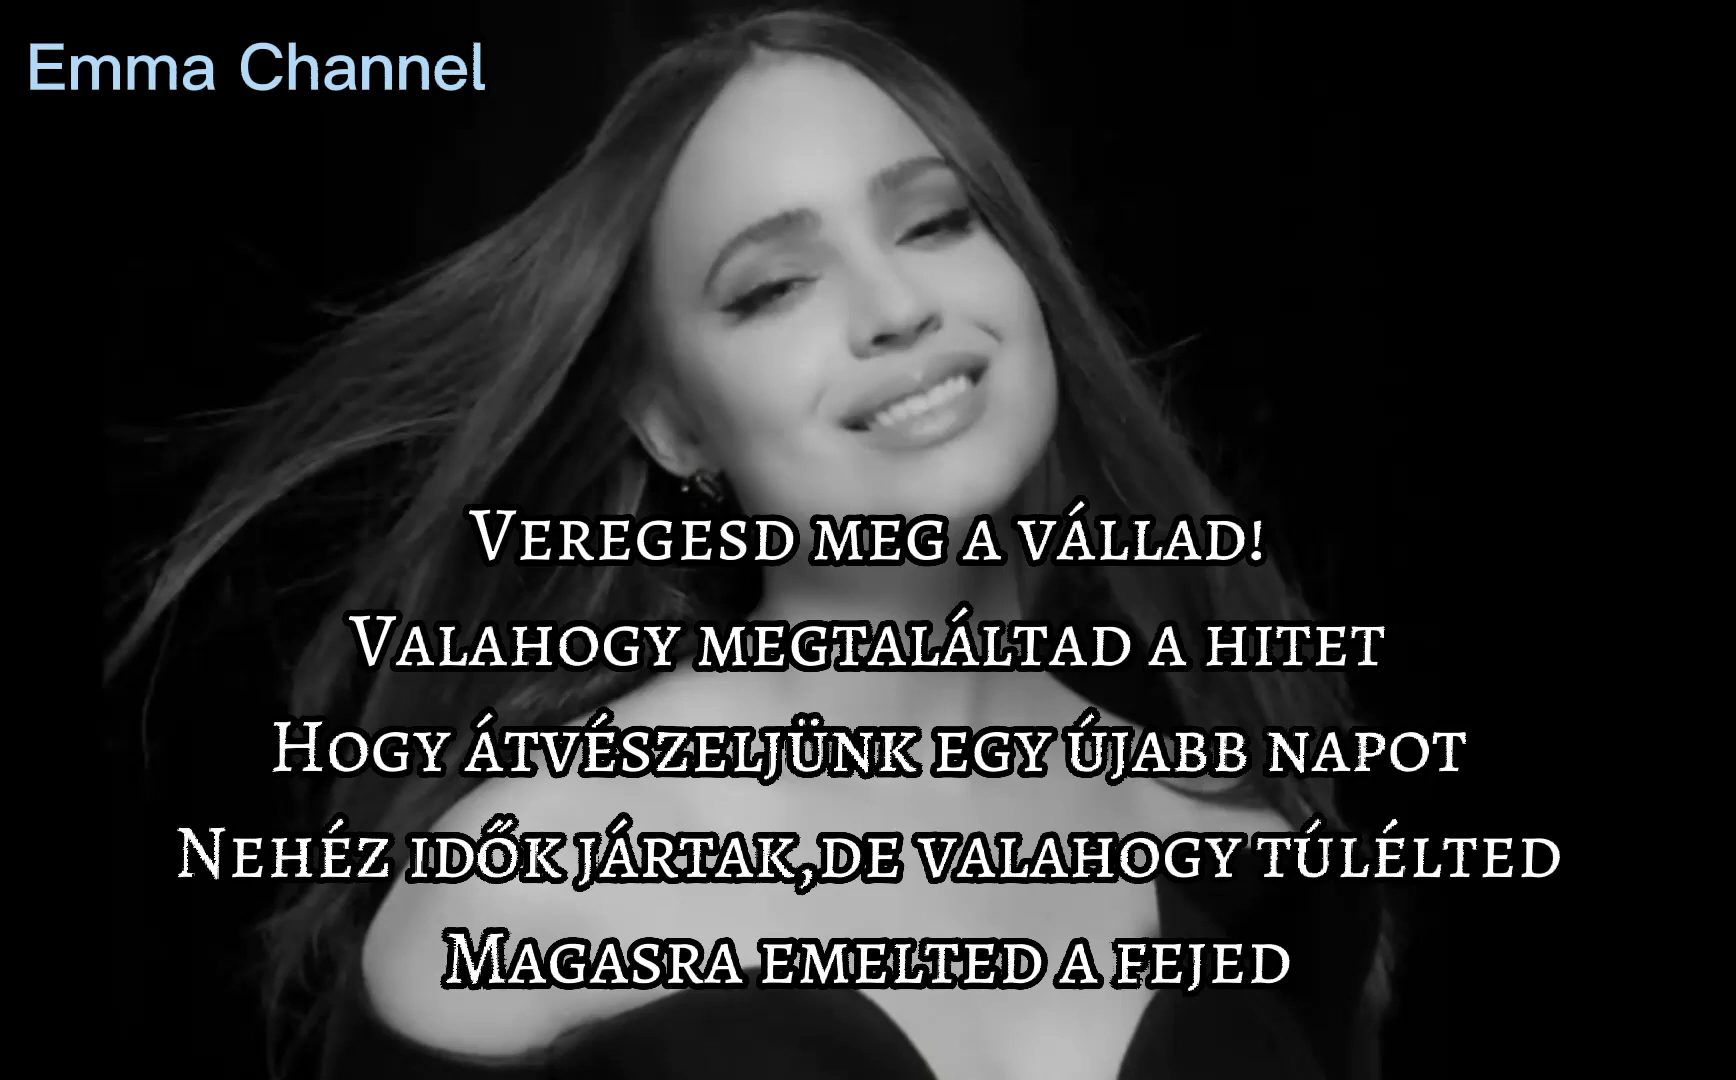 Emma Channel
Veregesd meg a vállad!
Valahogy megtaláltad a hitet
Hogy átvészeljünk egy újabb napot
Nehéz idők jártak,de valahogy túlélted
Magasra emelted a fejed